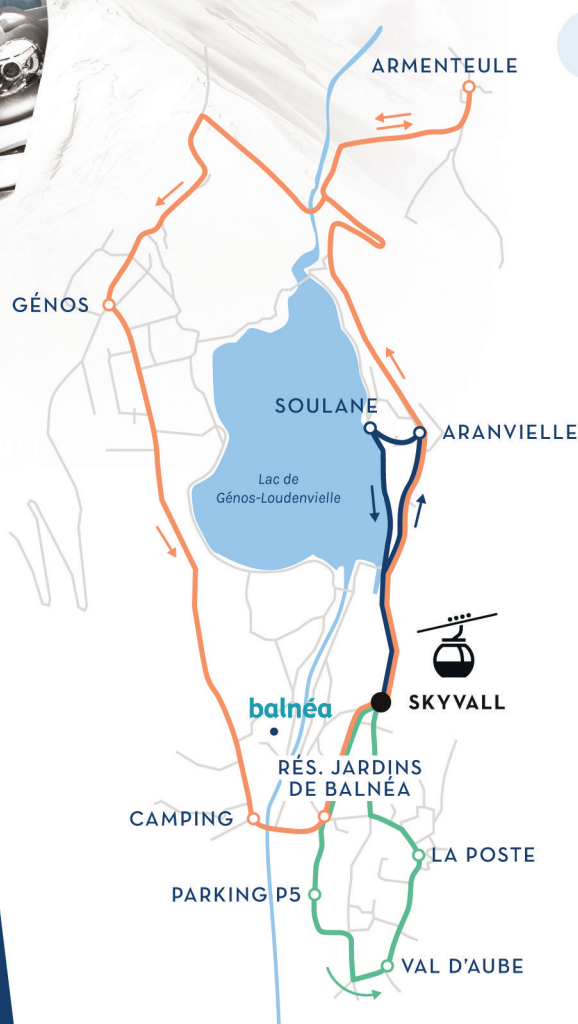 ARMENTEULE
GÉNOS
SOULANE
ARANVIELLE
Lac de
Génos-Loudenvielle
SKYVALL
balnéa
RÉS. JARDINS
DE BALNÉA
CAMPING
LA POSTE
PARKING P5
VAL D'AUBE